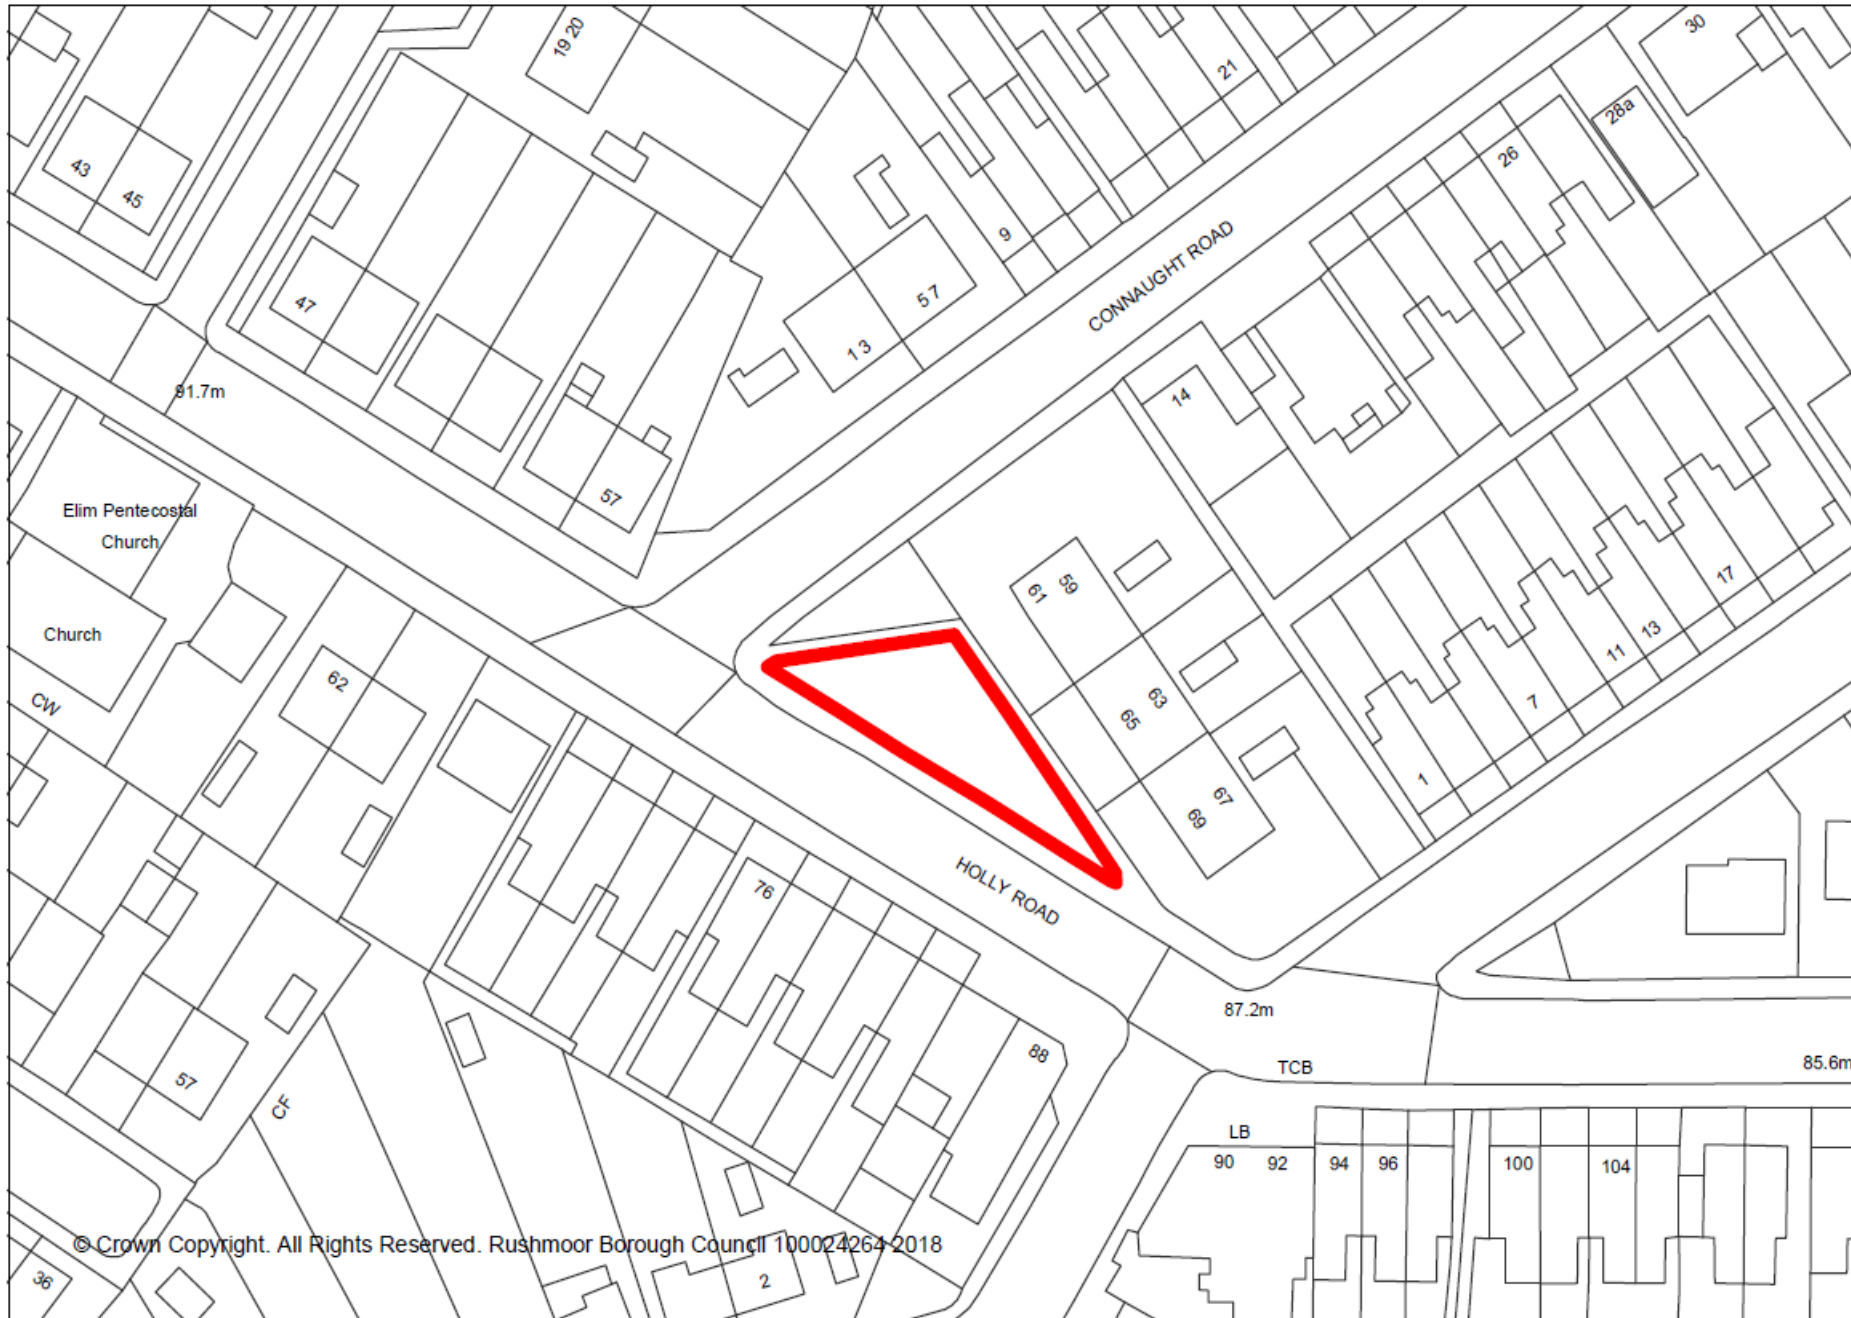 19 20
30
21
28a
26
43
45
9
CONNAUGHT ROAD
47
5 7
1 3
91.7m
14
57
Elim Pentecostal
Church
61
59
17
Church
13
11
62
CW
63
65
7
1
67
69
76
HOLLY ROAD
87.2m
88
TCB
85.6m
57
CF
LB
90
92
94
96
100
104
© Crown Copyright. All Rights Reserved. Rushmoor Borough Council 100024264 2018
36
2